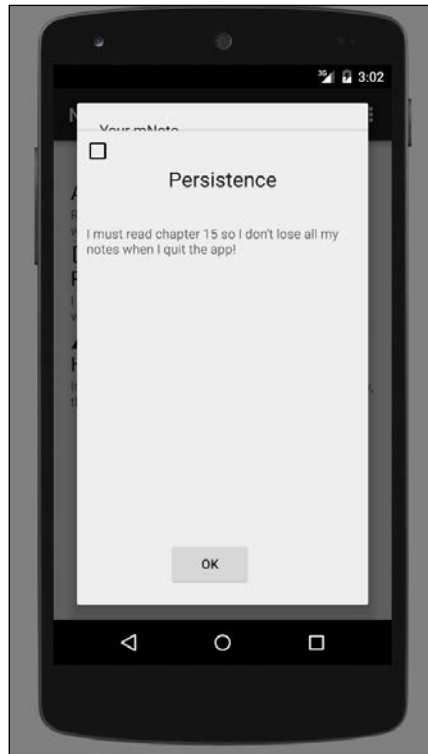 3G 3:02
Your mNote
Persistence
I must read chapter 15 so I don't lose all my
notes when I quit the app!
OK